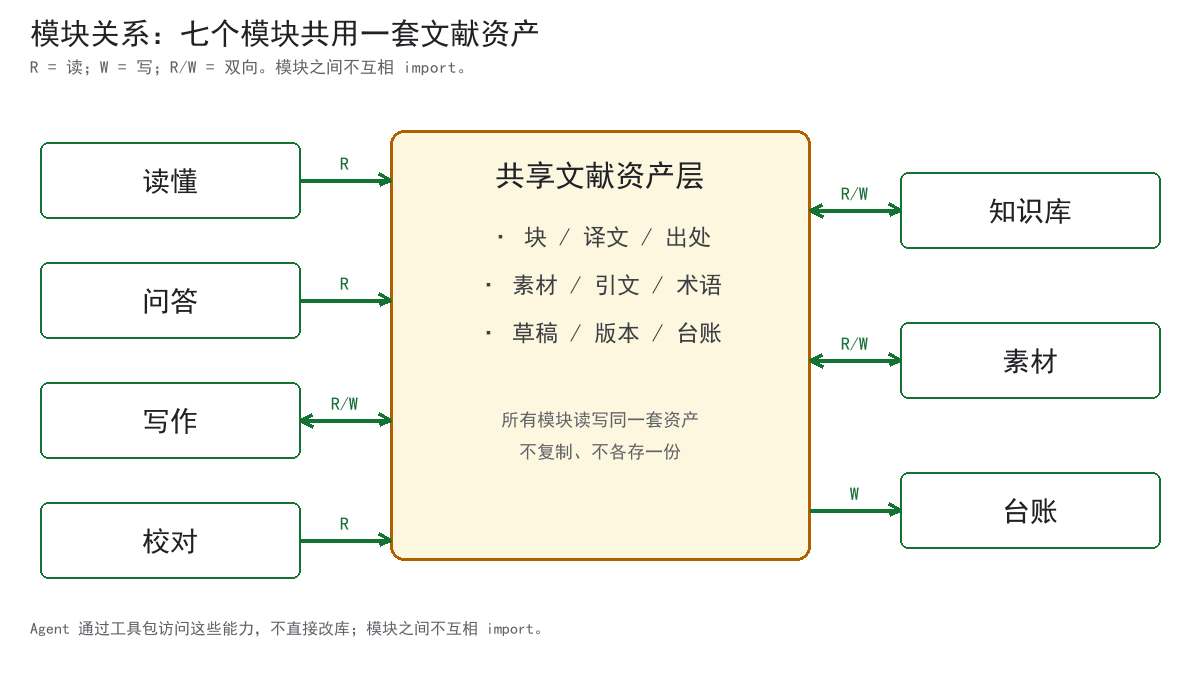 模块关系：七个模块共用一套文献资产
R = 读；W = 写；R/W = 双向。模块之间不互相 import。
读懂
R
问答
R
写作
R/W
校对
R
共享文献资产层
· 块 / 译文 / 出处
· 素材 / 引文 / 术语
· 草稿 / 版本 / 台账
所有模块读写同一套资产
不复制、不各存一份
R/W
知识库
R/W
素材
W
台账
Agent 通过工具包访问这些能力，不直接改库；模块之间不互相 import。